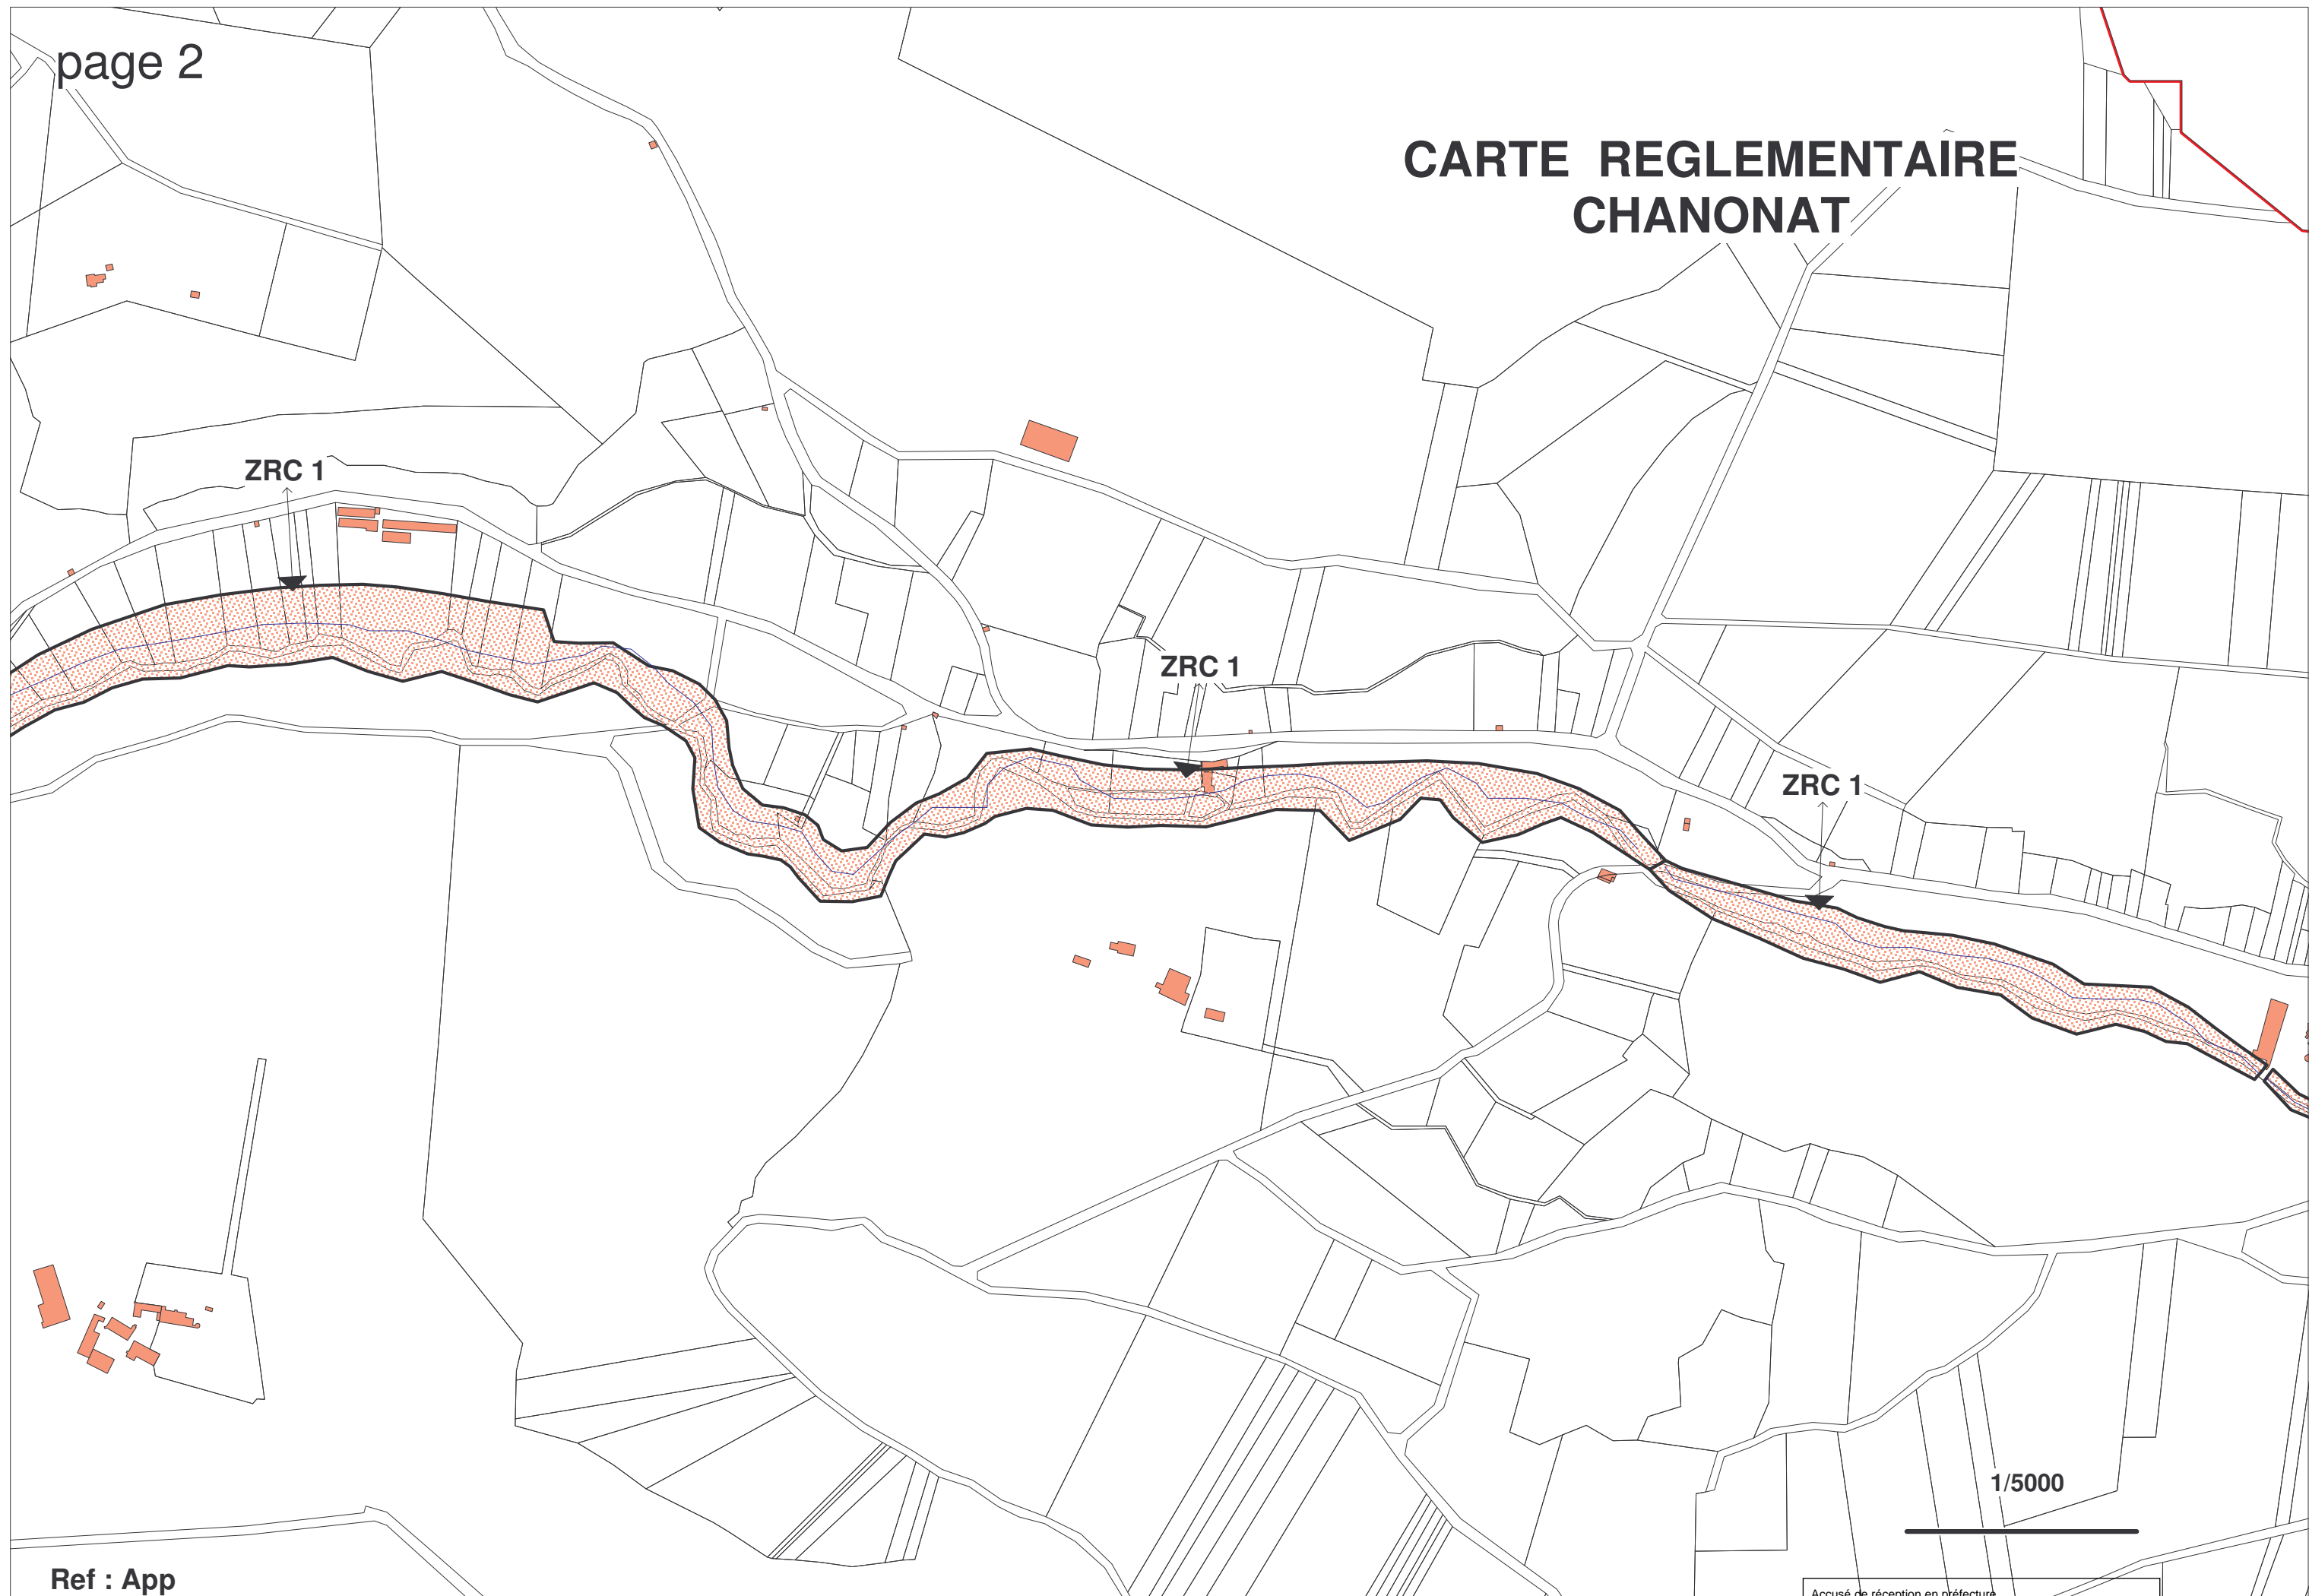 page 2
CARTE REGLEMENTAIRE
CHANONAT
ZRC 1
ZRC 1
ZRC 1
1/5000
Ref : App
Accusé de réception en préfecture